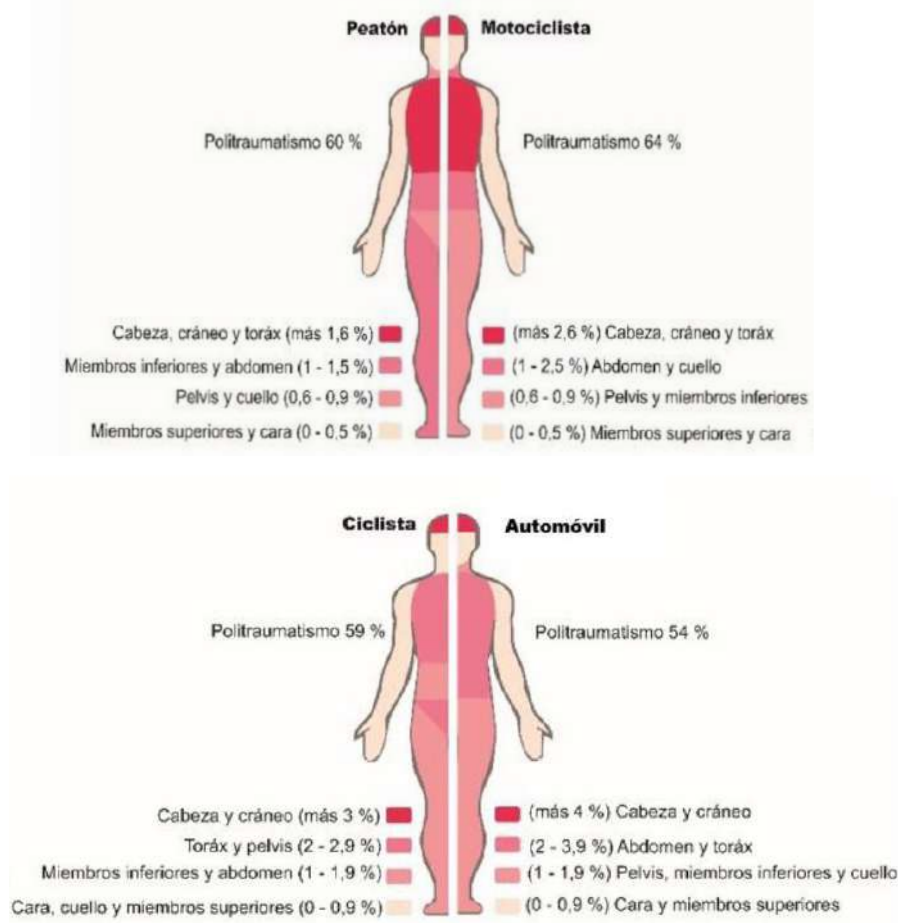 Peatón Motociclista
Politraumatismo 60 % Politraumatismo 64 %
Cabeza, cráneo y toráx (más 1,6 %) (más 2,6 %) Cabeza, cráneo y toráx
Miembros inferiores y abdomen (1 - 1,5 %) (1 - 2,5 %) Abdomen y cuello
Pelvis y cuello (0,6 - 0,9 %) (0,6 - 0,9 %) Pelvis y miembros inferiores
Miembros superiores y cara (0 - 0,5 %) (0 - 0,5 %) Miembros superiores y cara
Ciclista Automóvil
Politraumatismo 59 % Politraumatismo 54 %
Cabeza y cráneo (más 3 %) (más 4 %) Cabeza y cráneo
Toráx y pelvis (2 - 2,9 %) (2 - 3,9 %) Abdomen y toráx
Miembros inferiores y abdomen (1 - 1,9 %) (1 - 1,9 %) Pelvis, miembros inferiores y cuello
Cara, cuello y miembros superiores (0 - 0,9 %) (0 - 0,9 %) Cara y miembros superiores